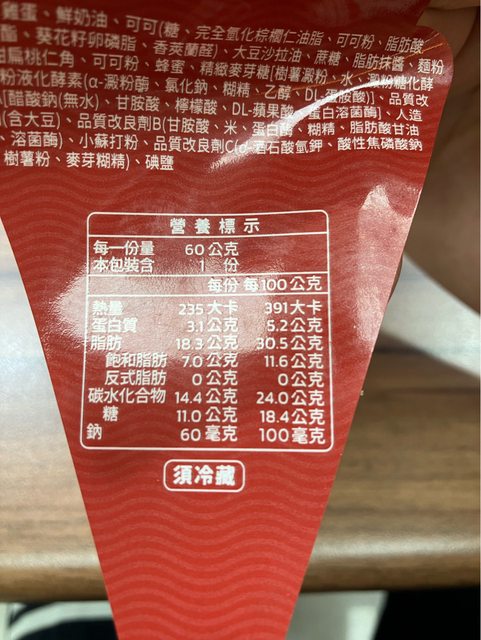 雞蛋、鮮奶油、可可(糖、完全氫化棕櫚仁油脂、可可粉、脂肪酸
酯、葵花籽卵磷脂、香莢蘭醛)、大豆沙拉油、蔗糖、脂肪抹醬、麵粉
扁桃仁角、可可粉、蜂蜜、精緻麥芽糖[樹薯澱粉、水、澱粉糖化酵
粉液化酵素(α-澱粉酶、氯化鈉、糊精、乙醇、DL-蛋胺酸)]、品質改
[醋酸鈉(無水)、甘胺酸、檸檬酸、DL-蘋果酸、蛋白溶菌酶]、人造
(含大豆)、品質改良劑B(甘胺酸、米、蛋白酶、糊精、脂肪酸甘油
、溶菌酶)、小蘇打粉、品質改良劑C(d-酒石酸氫鉀、酸性焦磷酸鈉
樹薯粉、麥芽糊精)、碘鹽
營養標示
每一份量 60公克
本包裝含 1 份
每份 每100公克
熱量 235大卡 391大卡
蛋白質 3.1公克 5.2公克
脂肪 18.3公克 30.5公克
飽和脂肪 7.0公克 11.6公克
反式脂肪 0公克 0公克
碳水化合物 14.4公克 24.0公克
糖 11.0公克 18.4公克
鈉 60毫克 100毫克
須冷藏